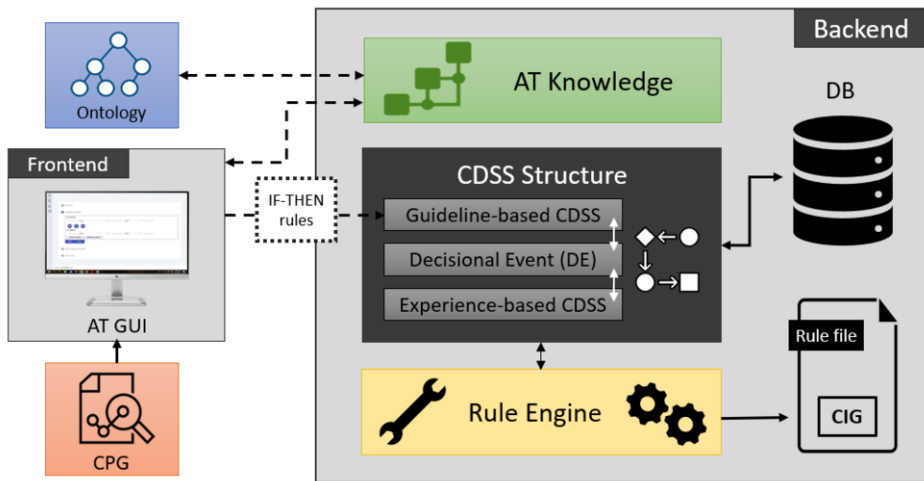 Backend
Ontology
AT Knowledge
DB
Frontend
AT GUI
IF-THEN
rules
CDSS Structure
Guideline-based CDSS
Decisional Event (DE)
Experience-based CDSS
CPG
Rule Engine
Rule file
CIG